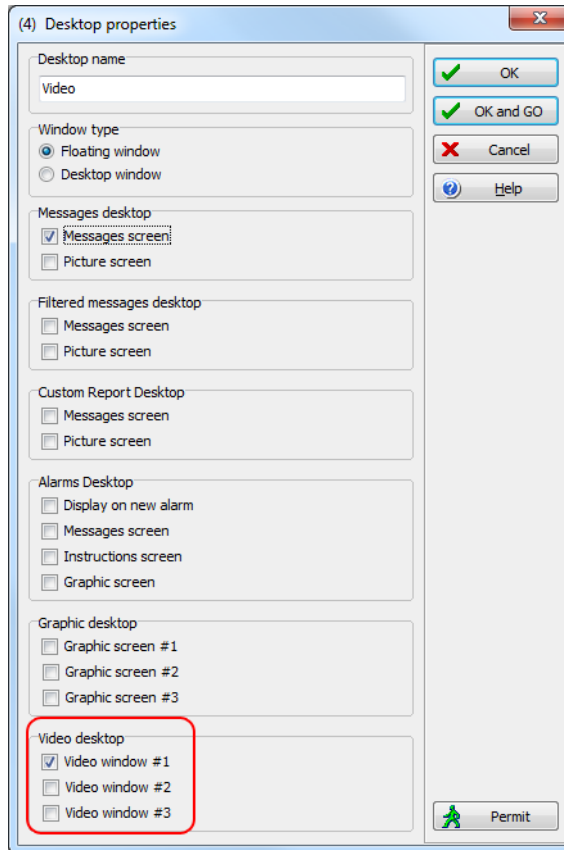 (4) Desktop properties
Desktop name
Video
Window type
Floating window
Desktop window
Messages desktop
Messages screen
Picture screen
Filtered messages desktop
Messages screen
Picture screen
Custom Report Desktop
Messages screen
Picture screen
Alarms Desktop
Display on new alarm
Messages screen
Instructions screen
Graphic screen
Graphic desktop
Graphic screen #1
Graphic screen #2
Graphic screen #3
Video desktop
Video window #1
Video window #2
Video window #3
OK
OK and GO
Cancel
Help
Permit